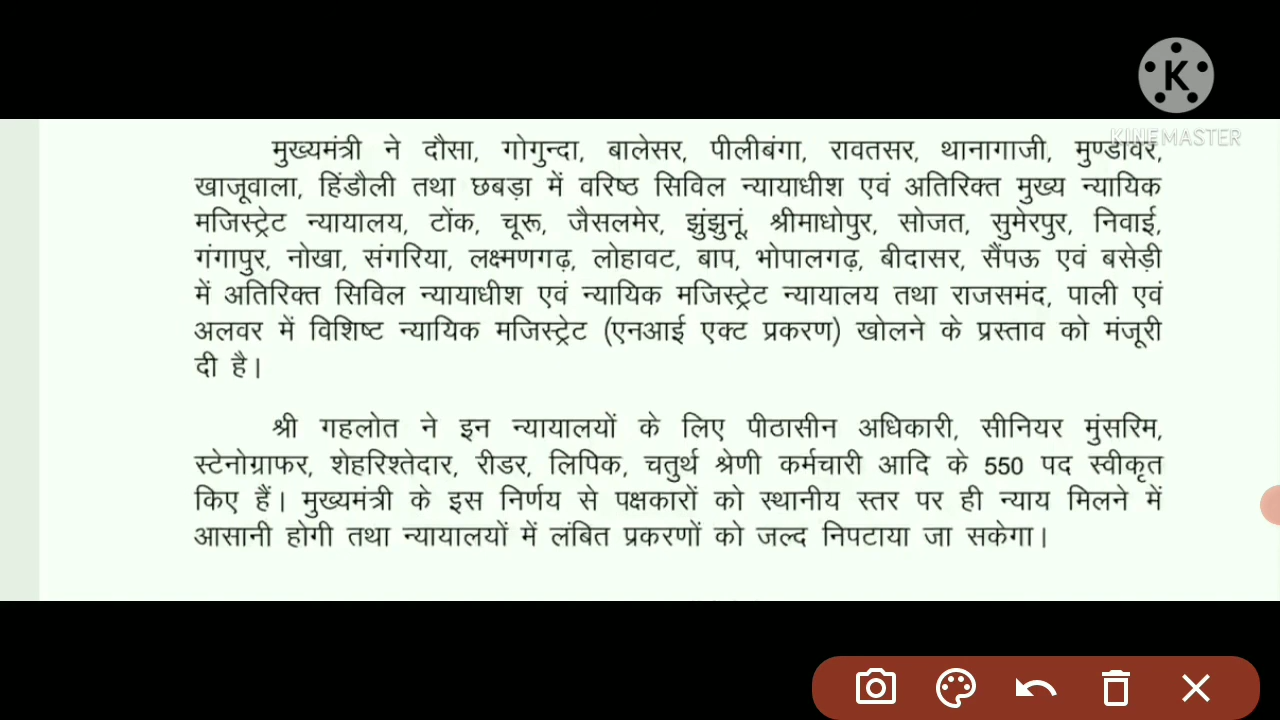 K
KINEMASTER
मुख्यमंत्री ने दौसा, गोगुन्दा, बालेसर, पीलीबंगा, रावतसर, थानागाजी, मुण्डावर,
खाजूवाला, हिंडौली तथा छबड़ा में वरिष्ठ सिविल न्यायाधीश एवं अतिरिक्त मुख्य न्यायिक
मजिस्ट्रेट न्यायालय, टोंक, चूरू, जैसलमेर, झुंझुनूं, श्रीमाधोपुर, सोजत, सुमेरपुर, निवाई,
गंगापुर, नोखा, संगरिया, लक्ष्मणगढ़, लोहावट, बाप, भोपालगढ़, बीदासर, सैंपऊ एवं बसेड़ी
में अतिरिक्त सिविल न्यायाधीश एवं न्यायिक मजिस्ट्रेट न्यायालय तथा राजसमंद, पाली एवं
अलवर में विशिष्ट न्यायिक मजिस्ट्रेट (एनआई एक्ट प्रकरण) खोलने के प्रस्ताव को मंजूरी
दी है।
श्री गहलोत ने इन न्यायालयों के लिए पीठासीन अधिकारी, सीनियर मुंसरिम,
स्टेनोग्राफर, शेहरिश्तेदार, रीडर, लिपिक, चतुर्थ श्रेणी कर्मचारी आदि के 550 पद स्वीकृत
किए हैं। मुख्यमंत्री के इस निर्णय से पक्षकारों को स्थानीय स्तर पर ही न्याय मिलने में
आसानी होगी तथा न्यायालयों में लंबित प्रकरणों को जल्द निपटाया जा सकेगा।